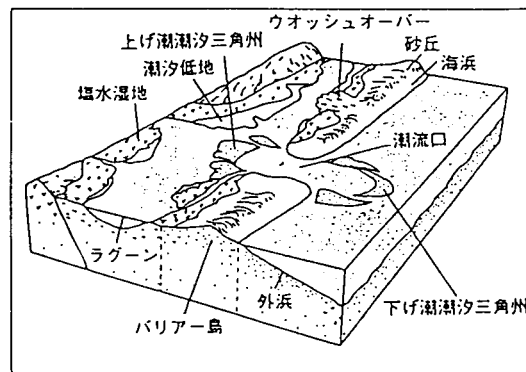 ウオッシュオーバー
上げ潮潮汐三角州
砂丘
潮汐低地
海浜
塩水湿地
潮流口
ラグーン
外浜
下げ潮潮汐三角州
バリアー島